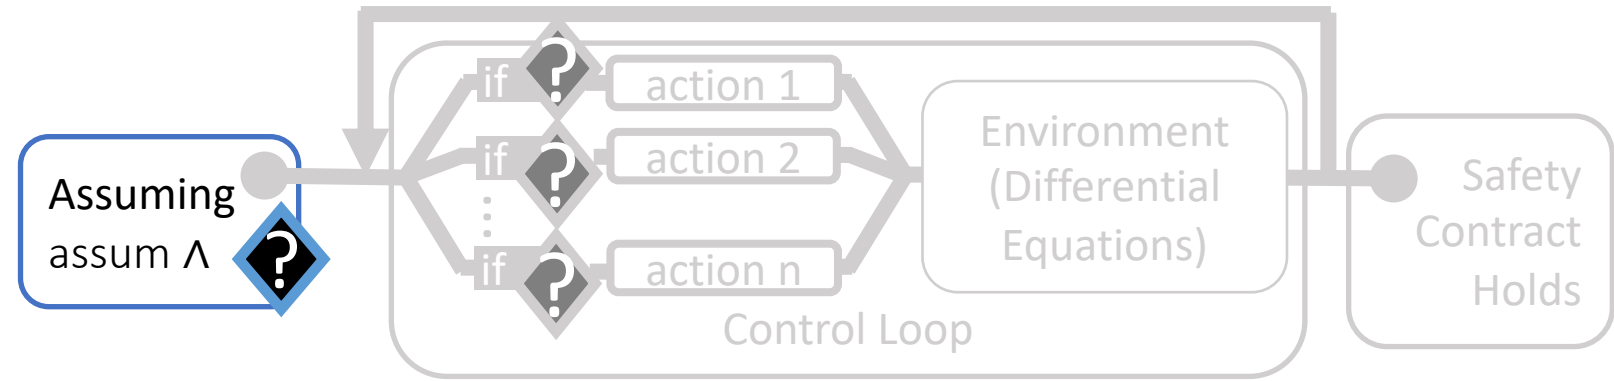 Assuming
assum ∧ ?
if ? action 1
if ? action 2
⋮
if ? action n
Environment
(Differential
Equations)
Control Loop
Safety
Contract
Holds